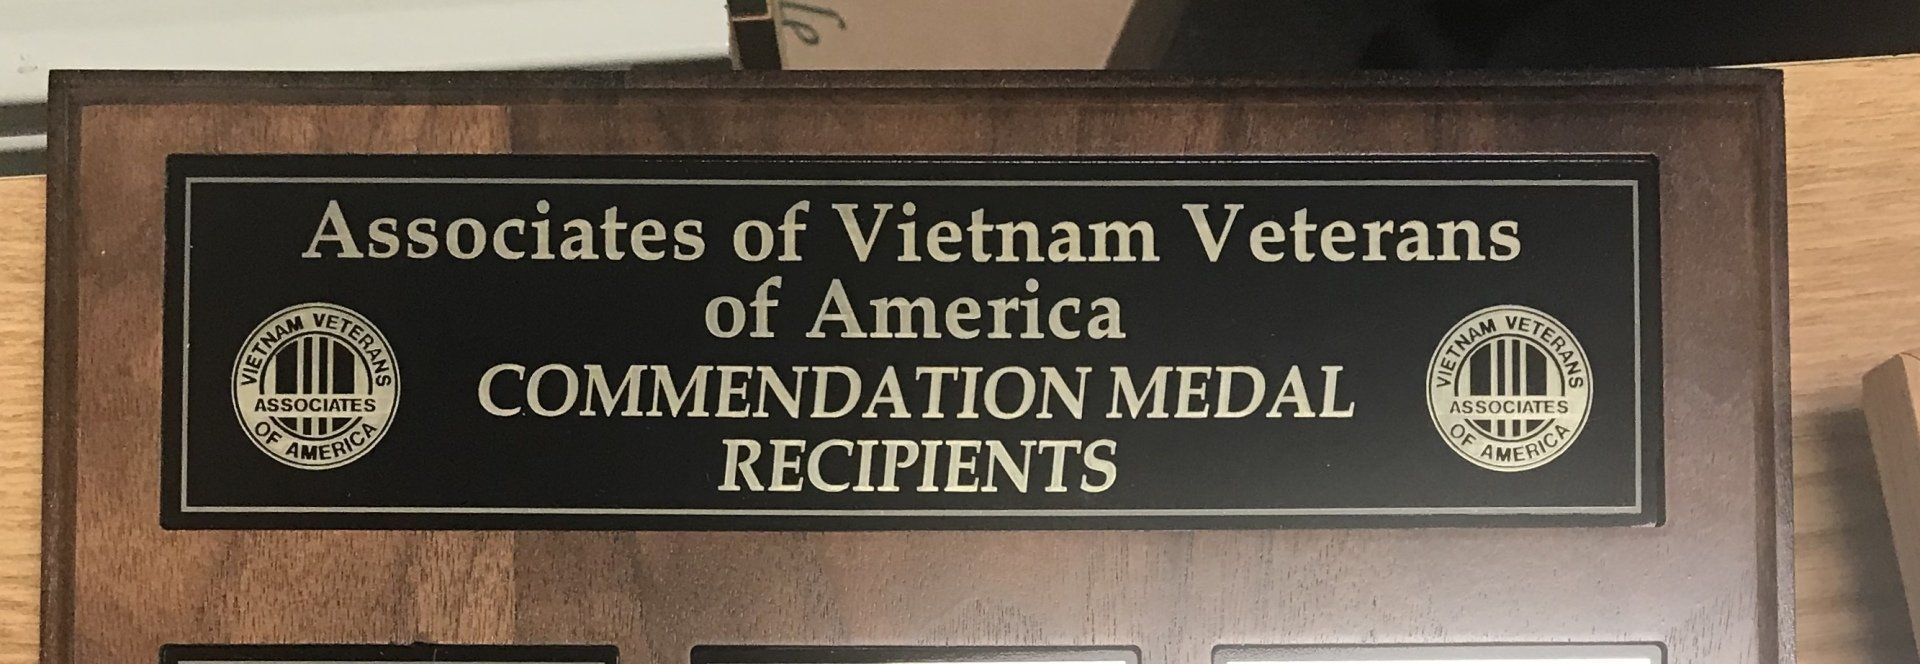 Associates of Vietnam Veterans
of America
COMMENDATION MEDAL
RECIPIENTS
VIETNAM VETERANS
ASSOCIATES
OF AMERICA
VIETNAM VETERANS
ASSOCIATES
OF AMERICA